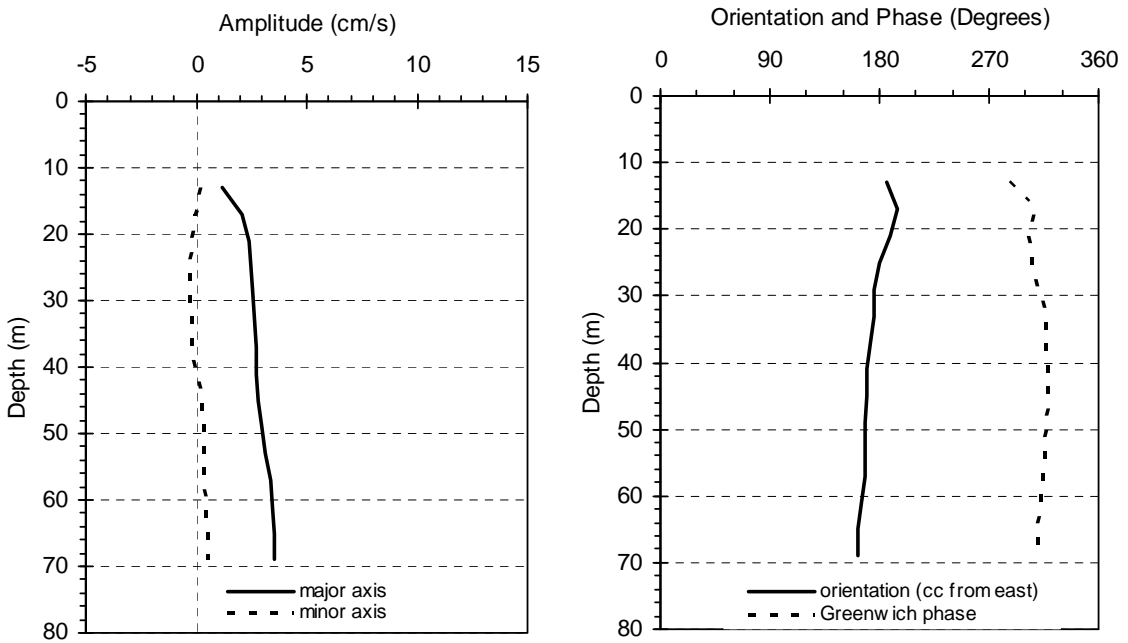 Amplitude (cm/s)
-5 0 5 10 15
0
10
20
30
40
50
60
70
80
Depth (m)
major axis
minor axis
Orientation and Phase (Degrees)
0 90 180 270 360
0
10
20
30
40
50
60
70
80
Depth (m)
orientation (cc from east)
Greenwich phase